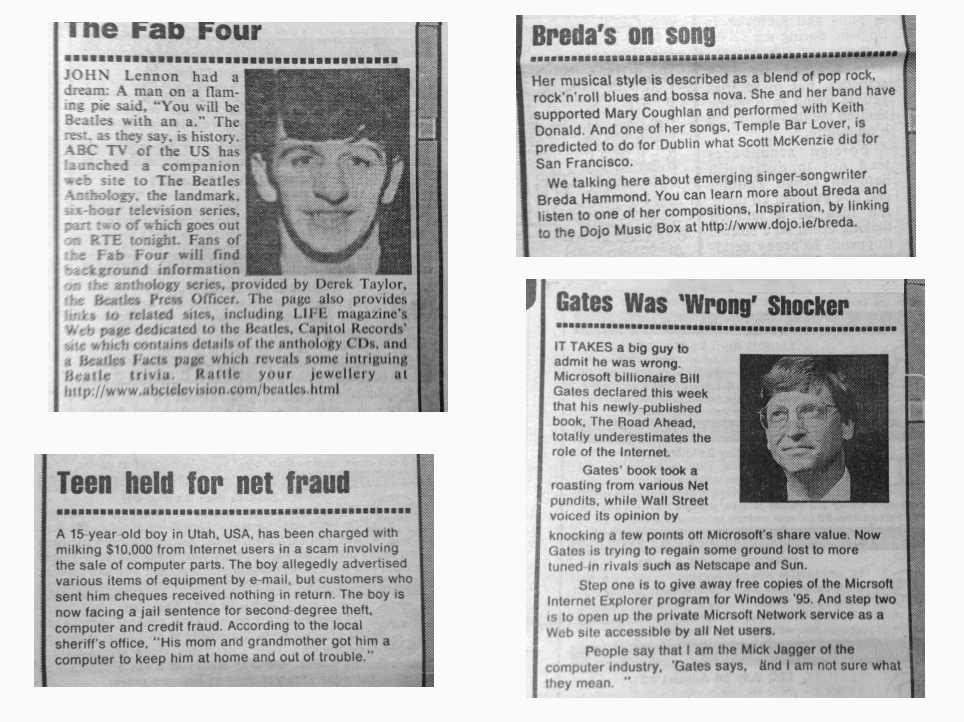 The Fab Four
JOHN Lennon had a
dream: A man on a flam-
ing pie said, "You will be
Beatles with an a." The
rest, as they say, is history.
ABC TV of the US has
launched a companion
web site to The Beatles
Anthology, the landmark,
six-hour television series,
part two of which goes out
on RTE tonight. Fans of
the Fab Four will find
background information
on the anthology series, provided by Derek Taylor,
the Beatles Press Officer. The page also provides
links to related sites, including LIFE magazine's
Web page dedicated to the Beatles, Capitol Records'
site which contains details of the anthology CDs, and
a Beatles Facts page which reveals some intriguing
Beatle trivia. Rattle your jewellery at
http://www.abctelevision.com/beatles.html
Teen held for net fraud
A 15-year-old boy in Utah, USA, has been charged with
milking $10,000 from Internet users in a scam involving
the sale of computer parts. The boy allegedly advertised
various items of equipment by e-mail, but customers who
sent him cheques received nothing in return. The boy is
now facing a jail sentence for second-degree theft,
computer and credit fraud. According to the local
sheriff's office, "His mom and grandmother got him a
computer to keep him at home and out of trouble."
Breda's on song
Her musical style is described as a blend of pop rock,
rock'n'roll blues and bossa nova. She and her band have
supported Mary Coughlan and performed with Keith
Donald. And one of her songs, Temple Bar Lover, is
predicted to do for Dublin what Scott McKenzie did for
San Francisco.
We talking here about emerging singer-songwriter
Breda Hammond. You can learn more about Breda and
listen to one of her compositions, Inspiration, by linking
to the Dojo Music Box at http://www.dojo.ie/breda.
Gates Was 'Wrong' Shocker
IT TAKES a big guy to
admit he was wrong.
Microsoft billionaire Bill
Gates declared this week
that his newly-published
book, The Road Ahead,
totally underestimates the
role of the Internet.
Gates' book took a
roasting from various Net
pundits, while Wall Street
voiced its opinion by
knocking a few points off Microsoft's share value. Now
Gates is trying to regain some ground lost to more
tuned-in rivals such as Netscape and Sun.
Step one is to give away free copies of the Micrsoft
Internet Explorer program for Windows '95. And step two
is to open up the private Micrsoft Network service as a
Web site accessible by all Net users.
People say that I am the Mick Jagger of the
computer industry, 'Gates says, änd I am not sure what
they mean. "